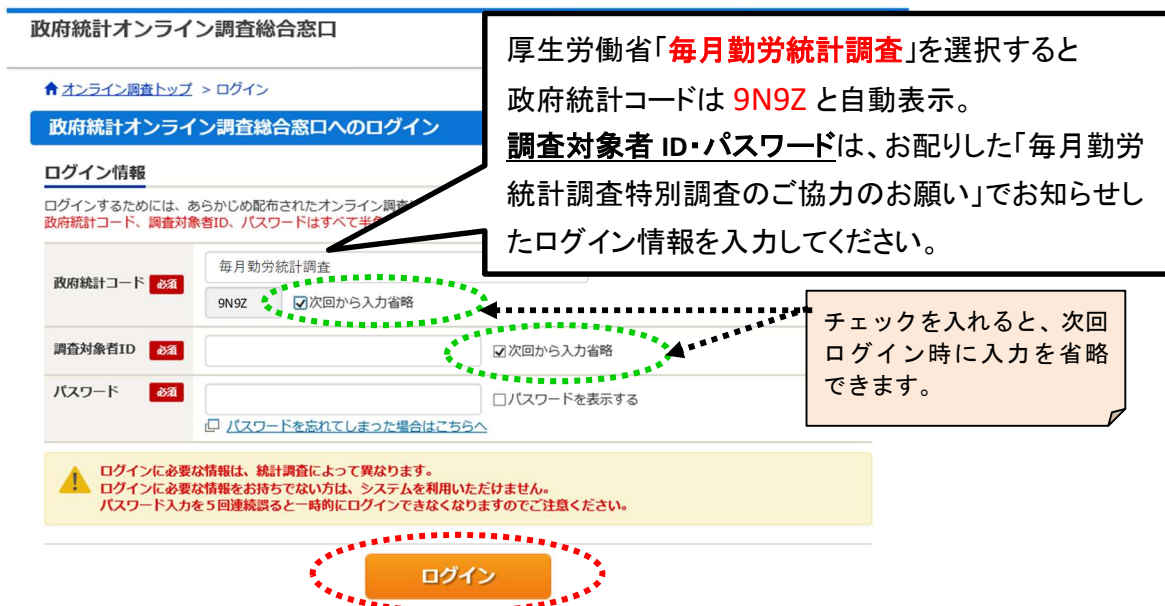 政府統計オンライン調査総合窓口
厚生労働省「毎月勤労統計調査」を選択すると
政府統計コードは 9N9Z と自動表示。
調査対象者 ID・パスワードは、お配りした「毎月勤労
統計調査特別調査のご協力のお願い」でお知らせし
たログイン情報を入力してください。
オンライン調査トップ > ログイン
政府統計オンライン調査総合窓口へのログイン
ログイン情報
ログインするためには、あらかじめ配布されたオンライン調査
政府統計コード、調査対象者ID、パスワードはすべて半角
政府統計コード 必須
毎月勤労統計調査
9N9Z 次回から入力省略
調査対象者ID 必須 次回から入力省略
パスワード 必須 パスワードを表示する
パスワードを忘れてしまった場合はこちらへ
チェックを入れると、次回
ログイン時に入力を省略
できます。
ログインに必要な情報は、統計調査によって異なります。
ログインに必要な情報をお持ちでない方は、システムを利用いただけません。
パスワード入力を5回連続誤ると一時的にログインできなくなりますのでご注意ください。
ログイン